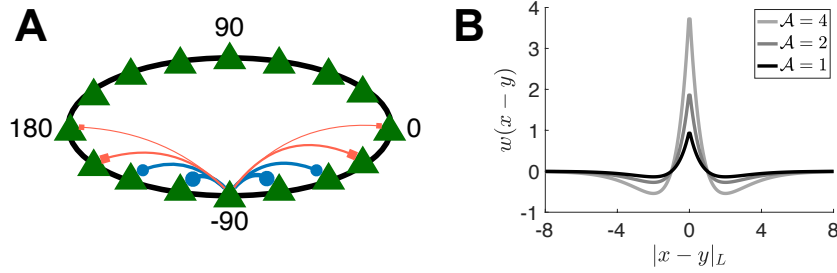 A
90
180
0
-90
B
w(x − y)
4
3
2
1
0
-1
𝒜 = 4
𝒜 = 2
𝒜 = 1
-8
-4
0
4
8
|x − y|_L